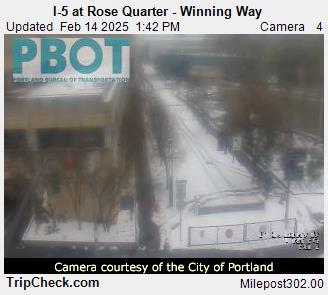 I-5 at Rose Quarter - Winning Way
Updated Feb 14 2025 1:42 PM Camera 4
PBOT
PORTLAND BUREAU OF TRANSPORTATION
Camera courtesy of the City of Portland
TripCheck.com Milepost302.00